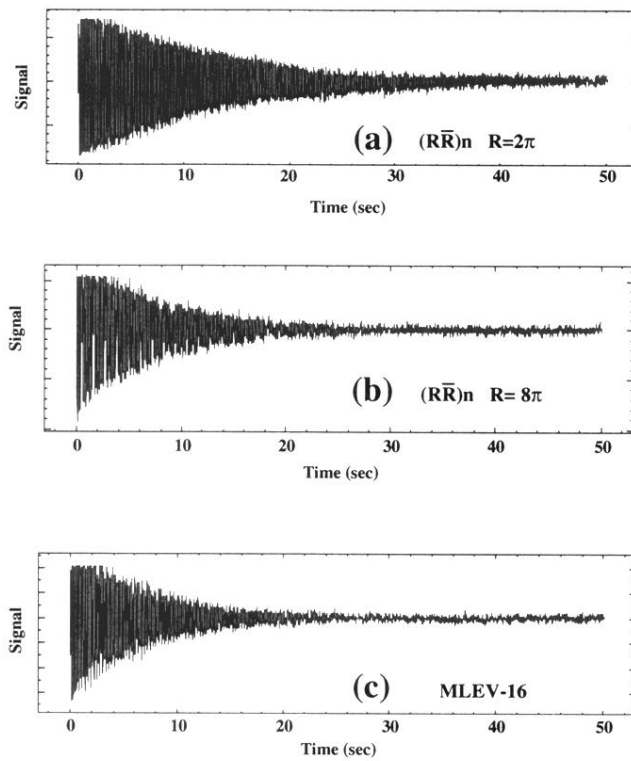 Signal
(a) (RR̅)n R=2π
0 10 20 30 40 50
Time (sec)
Signal
(b) (RR̅)n R= 8π
0 10 20 30 40 50
Time (sec)
Signal
(c) MLEV-16
0 10 20 30 40 50
Time (sec)